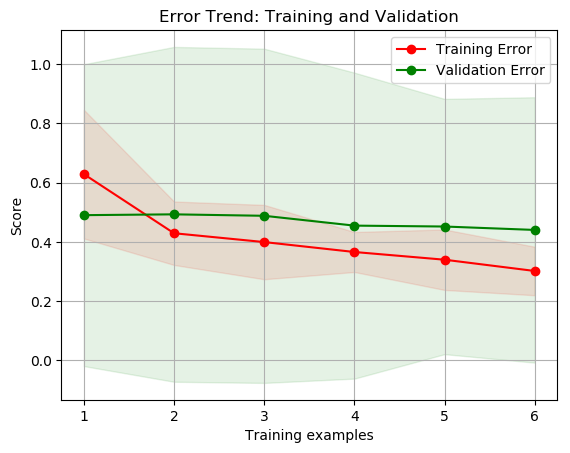 Error Trend: Training and Validation
Training Error
Validation Error
1.0
0.8
0.6
0.4
0.2
0.0
Score
1 2 3 4 5 6
Training examples